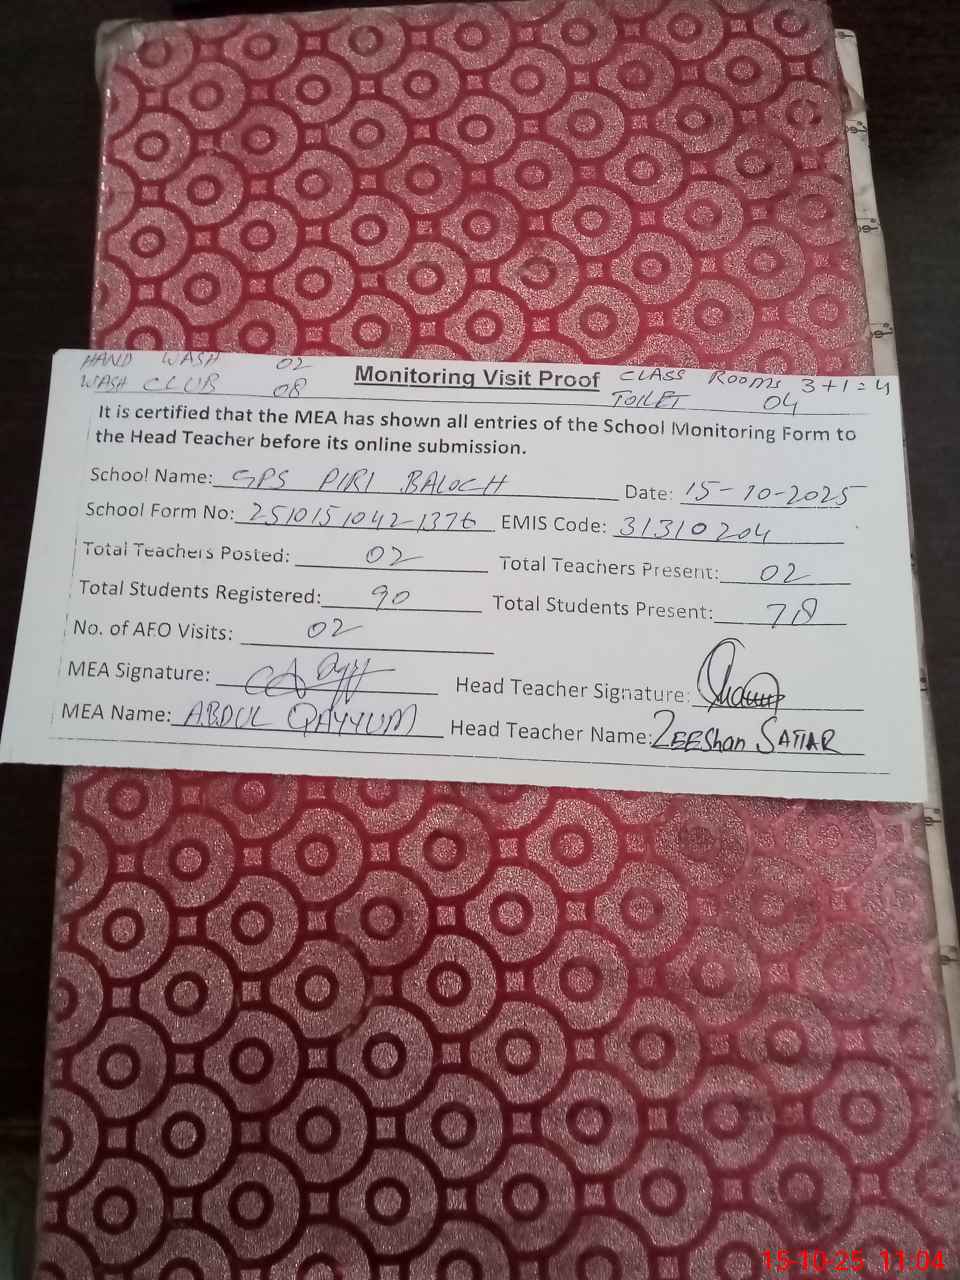 HAND WASH 02
WASH CLUB 08
Monitoring Visit Proof
CLASS ROOMS 3+1=4
TOILET 04
It is certified that the MEA has shown all entries of the School Monitoring Form to
the Head Teacher before its online submission.
School Name: GPS PIRI BALOCH Date: 15-10-2025
School Form No: 2510151042-1376 EMIS Code: 31310204
Total Teachers Posted: 02 Total Teachers Present: 02
Total Students Registered: 90 Total Students Present: 78
No. of AEO Visits: 02
MEA Signature: Head Teacher Signature:
MEA Name: ABDUL QAYYUM Head Teacher Name: ZEEShan SATTAR
15-10-25 11:04